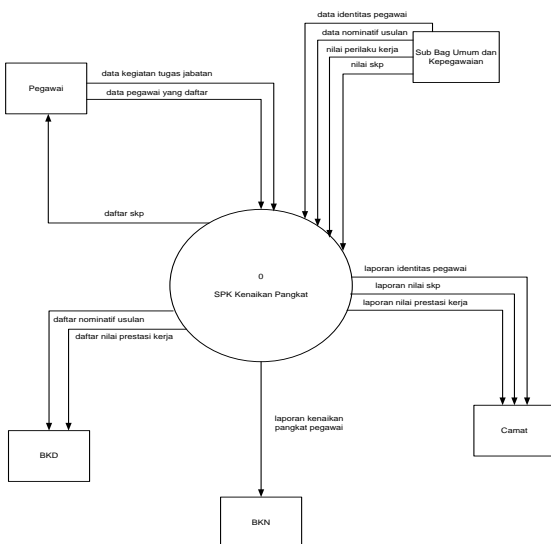 data identitas pegawai
data nominatif usulan
nilai perilaku kerja
nilai skp
Sub Bag Umum dan
Kepegawaian
Pegawai
data kegiatan tugas jabatan
data pegawai yang daftar
daftar skp
0
SPK Kenaikan Pangkat
laporan identitas pegawai
laporan nilai skp
laporan nilai prestasi kerja
daftar nominatif usulan
daftar nilai prestasi kerja
laporan kenaikan
pangkat pegawai
BKD
Camat
BKN